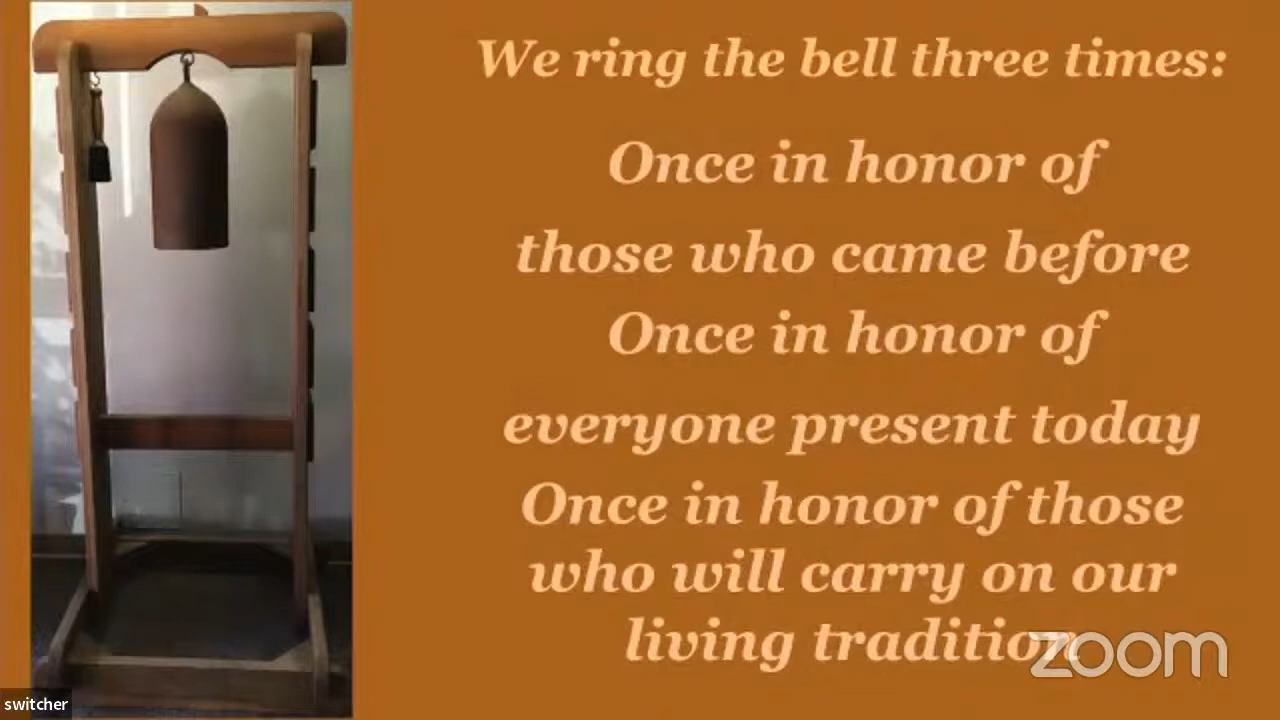 We ring the bell three times:
Once in honor of
those who came before
Once in honor of
everyone present today
Once in honor of those
who will carry on our
living tradition
zoom
switcher